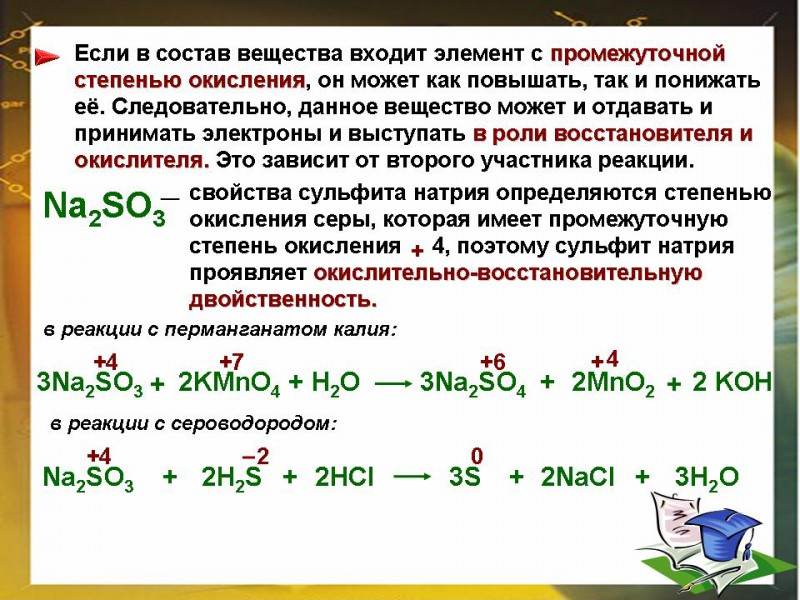 Если в состав вещества входит элемент с промежуточной
степенью окисления, он может как повышать, так и понижать
её. Следовательно, данное вещество может и отдавать и
принимать электроны и выступать в роли восстановителя и
окислителя. Это зависит от второго участника реакции.
Na₂SO₃ — свойства сульфита натрия определяются степенью
окисления серы, которая имеет промежуточную
степень окисления + 4, поэтому сульфит натрия
проявляет окислительно-восстановительную
двойственность.
в реакции с перманганатом калия:
+4 +7 +6 +4
3Na₂SO₃ + 2KMnO₄ + H₂O → 3Na₂SO₄ + 2MnO₂ + 2 KOH
в реакции с сероводородом:
+4 –2 0
Na₂SO₃ + 2H₂S + 2HCl → 3S + 2NaCl + 3H₂O